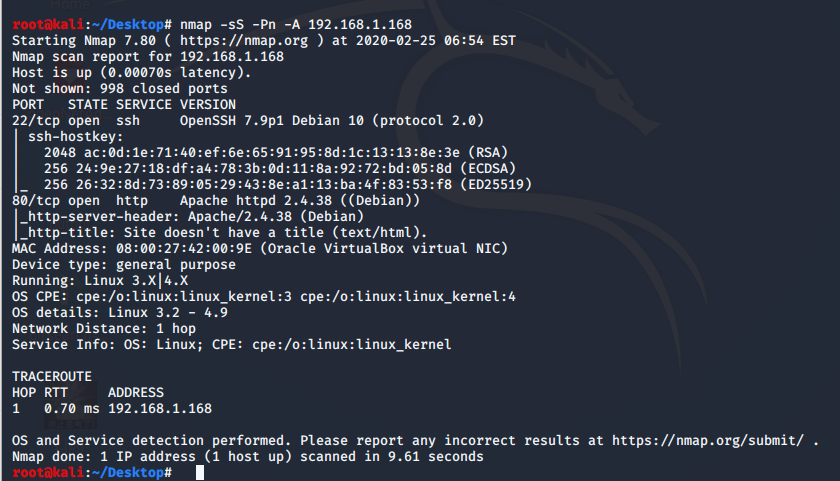 root@kali:~/Desktop# nmap -sS -Pn -A 192.168.1.168
Starting Nmap 7.80 ( https://nmap.org ) at 2020-02-25 06:54 EST
Nmap scan report for 192.168.1.168
Host is up (0.00070s latency).
Not shown: 998 closed ports
PORT   STATE SERVICE VERSION
22/tcp open  ssh     OpenSSH 7.9p1 Debian 10 (protocol 2.0)
| ssh-hostkey:
|   2048 ac:0d:1e:71:40:ef:6e:65:91:95:8d:1c:13:13:8e:3e (RSA)
|   256 24:9e:27:18:df:a4:78:3b:0d:11:8a:92:72:bd:05:8d (ECDSA)
|_  256 26:32:8d:73:89:05:29:43:8e:a1:13:ba:4f:83:53:f8 (ED25519)
80/tcp open  http    Apache httpd 2.4.38 ((Debian))
|_http-server-header: Apache/2.4.38 (Debian)
|_http-title: Site doesn't have a title (text/html).
MAC Address: 08:00:27:42:00:9E (Oracle VirtualBox virtual NIC)
Device type: general purpose
Running: Linux 3.X|4.X
OS CPE: cpe:/o:linux:linux_kernel:3 cpe:/o:linux:linux_kernel:4
OS details: Linux 3.2 - 4.9
Network Distance: 1 hop
Service Info: OS: Linux; CPE: cpe:/o:linux:linux_kernel
TRACEROUTE
HOP RTT     ADDRESS
1   0.70 ms 192.168.1.168
OS and Service detection performed. Please report any incorrect results at https://nmap.org/submit/ .
Nmap done: 1 IP address (1 host up) scanned in 9.61 seconds
root@kali:~/Desktop#